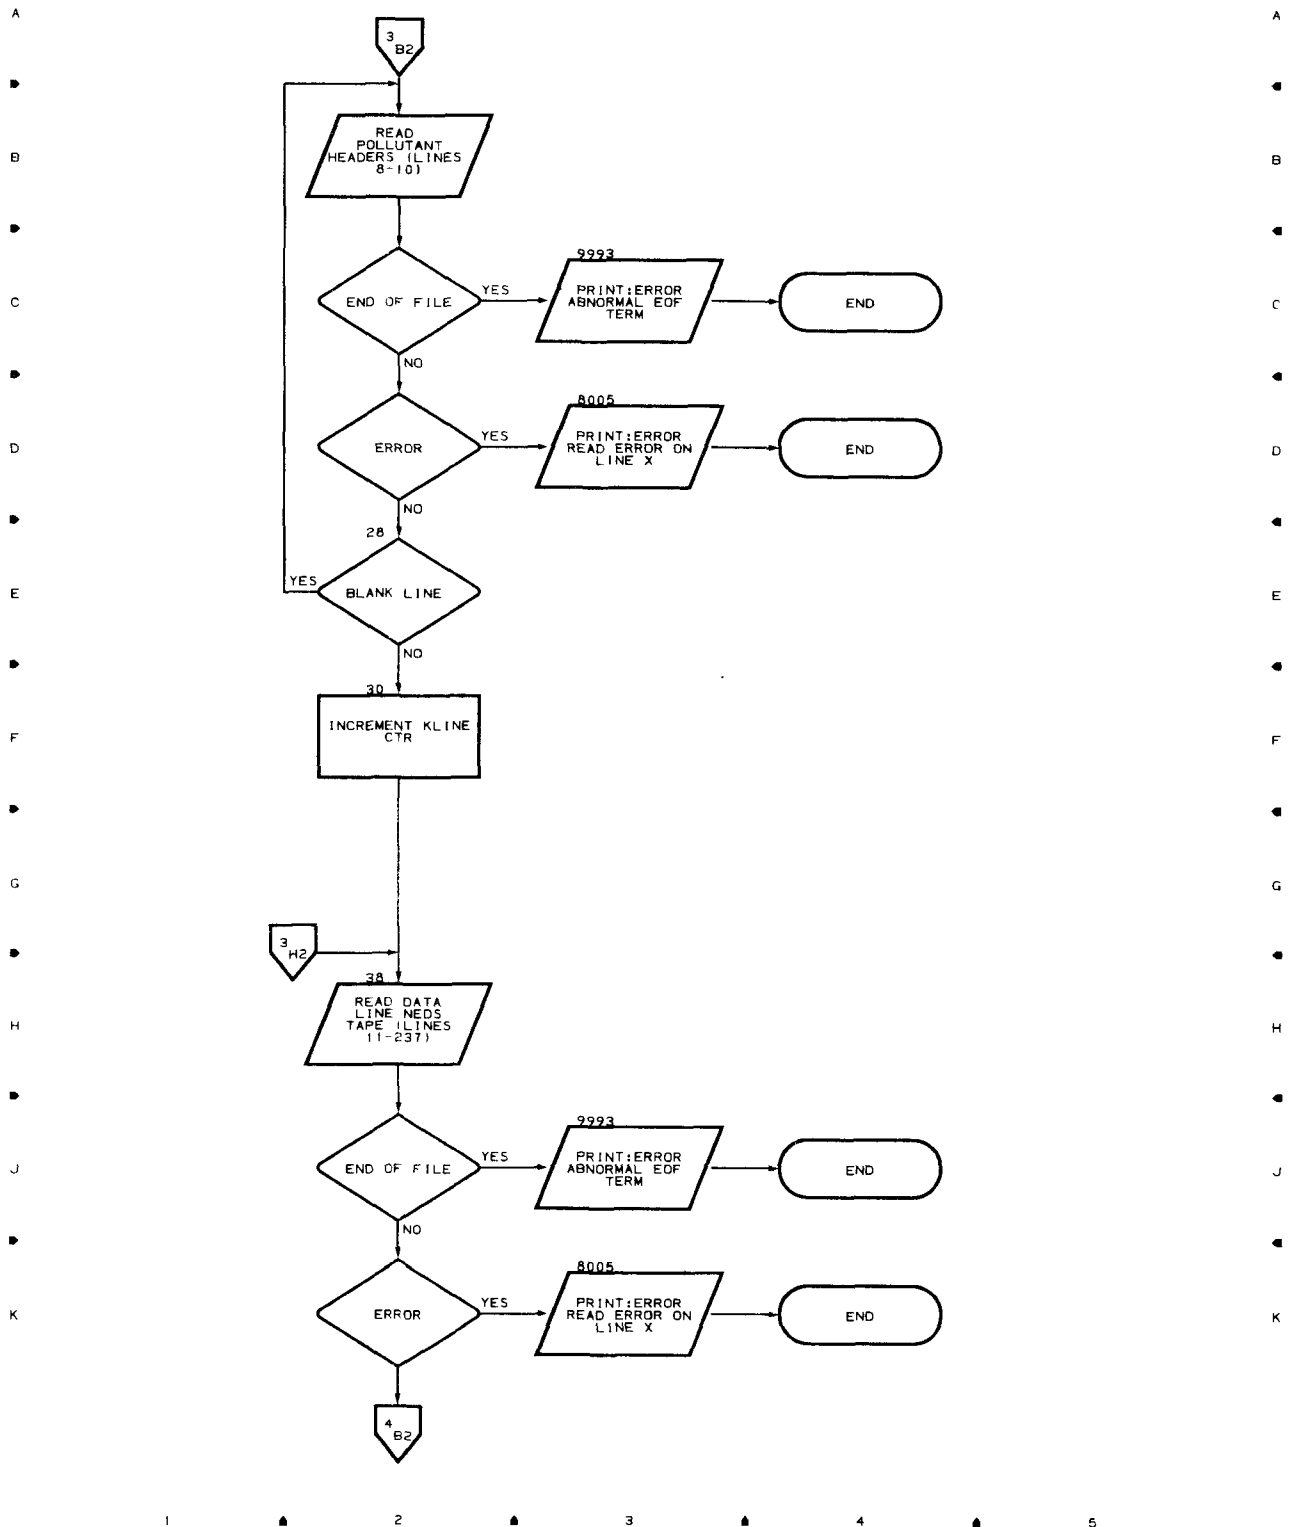 A
A
3
B2
READ
POLLUTANT
HEADERS (LINES
8-10)
B
B
9993
END OF FILE
YES
PRINT:ERROR
ABNORMAL EOF
TERM
END
C
C
NO
8005
ERROR
YES
PRINT:ERROR
READ ERROR ON
LINE X
END
D
D
NO
28
YES
BLANK LINE
E
E
NO
30
INCREMENT KLINE
CTR
F
F
G
G
3
H2
38
READ DATA
LINE NEDS
TAPE (LINES
11-237)
H
H
9993
END OF FILE
YES
PRINT:ERROR
ABNORMAL EOF
TERM
END
J
J
NO
8005
ERROR
YES
PRINT:ERROR
READ ERROR ON
LINE X
END
K
K
4
B2
1 2 3 4 5